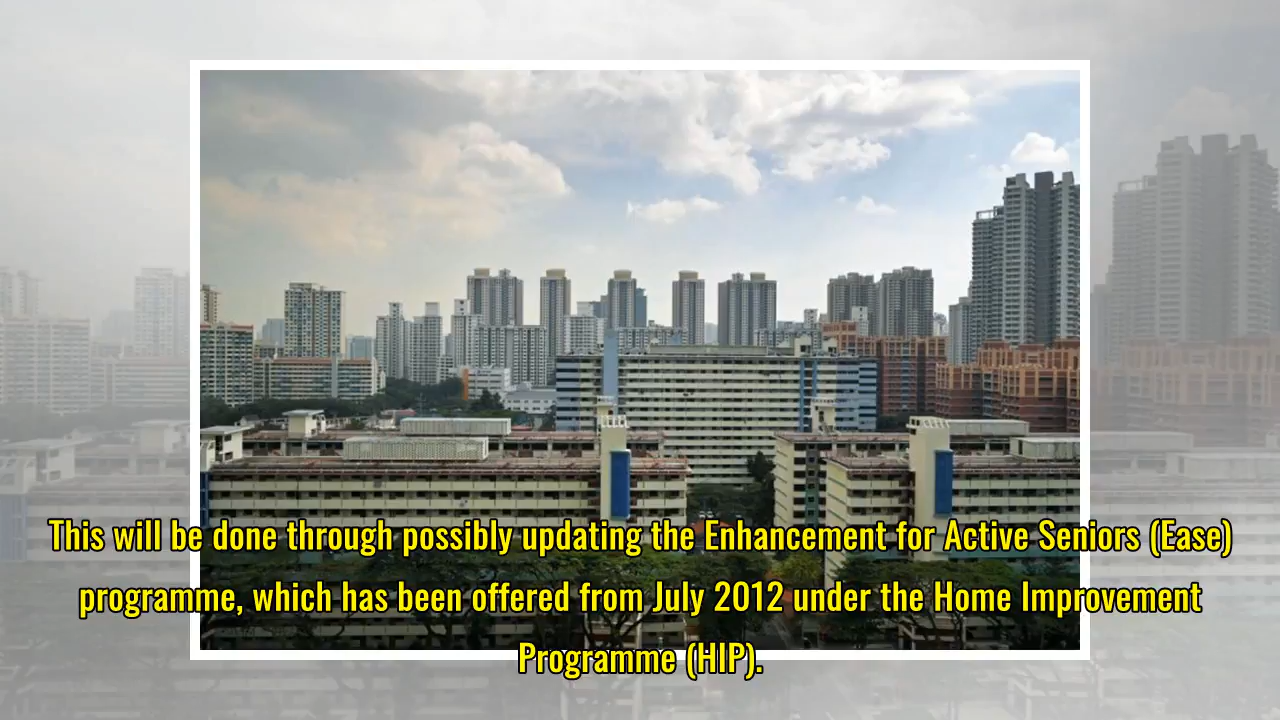 This will be done through possibly updating the Enhancement for Active Seniors (Ease)
programme, which has been offered from July 2012 under the Home Improvement
Programme (HIP).